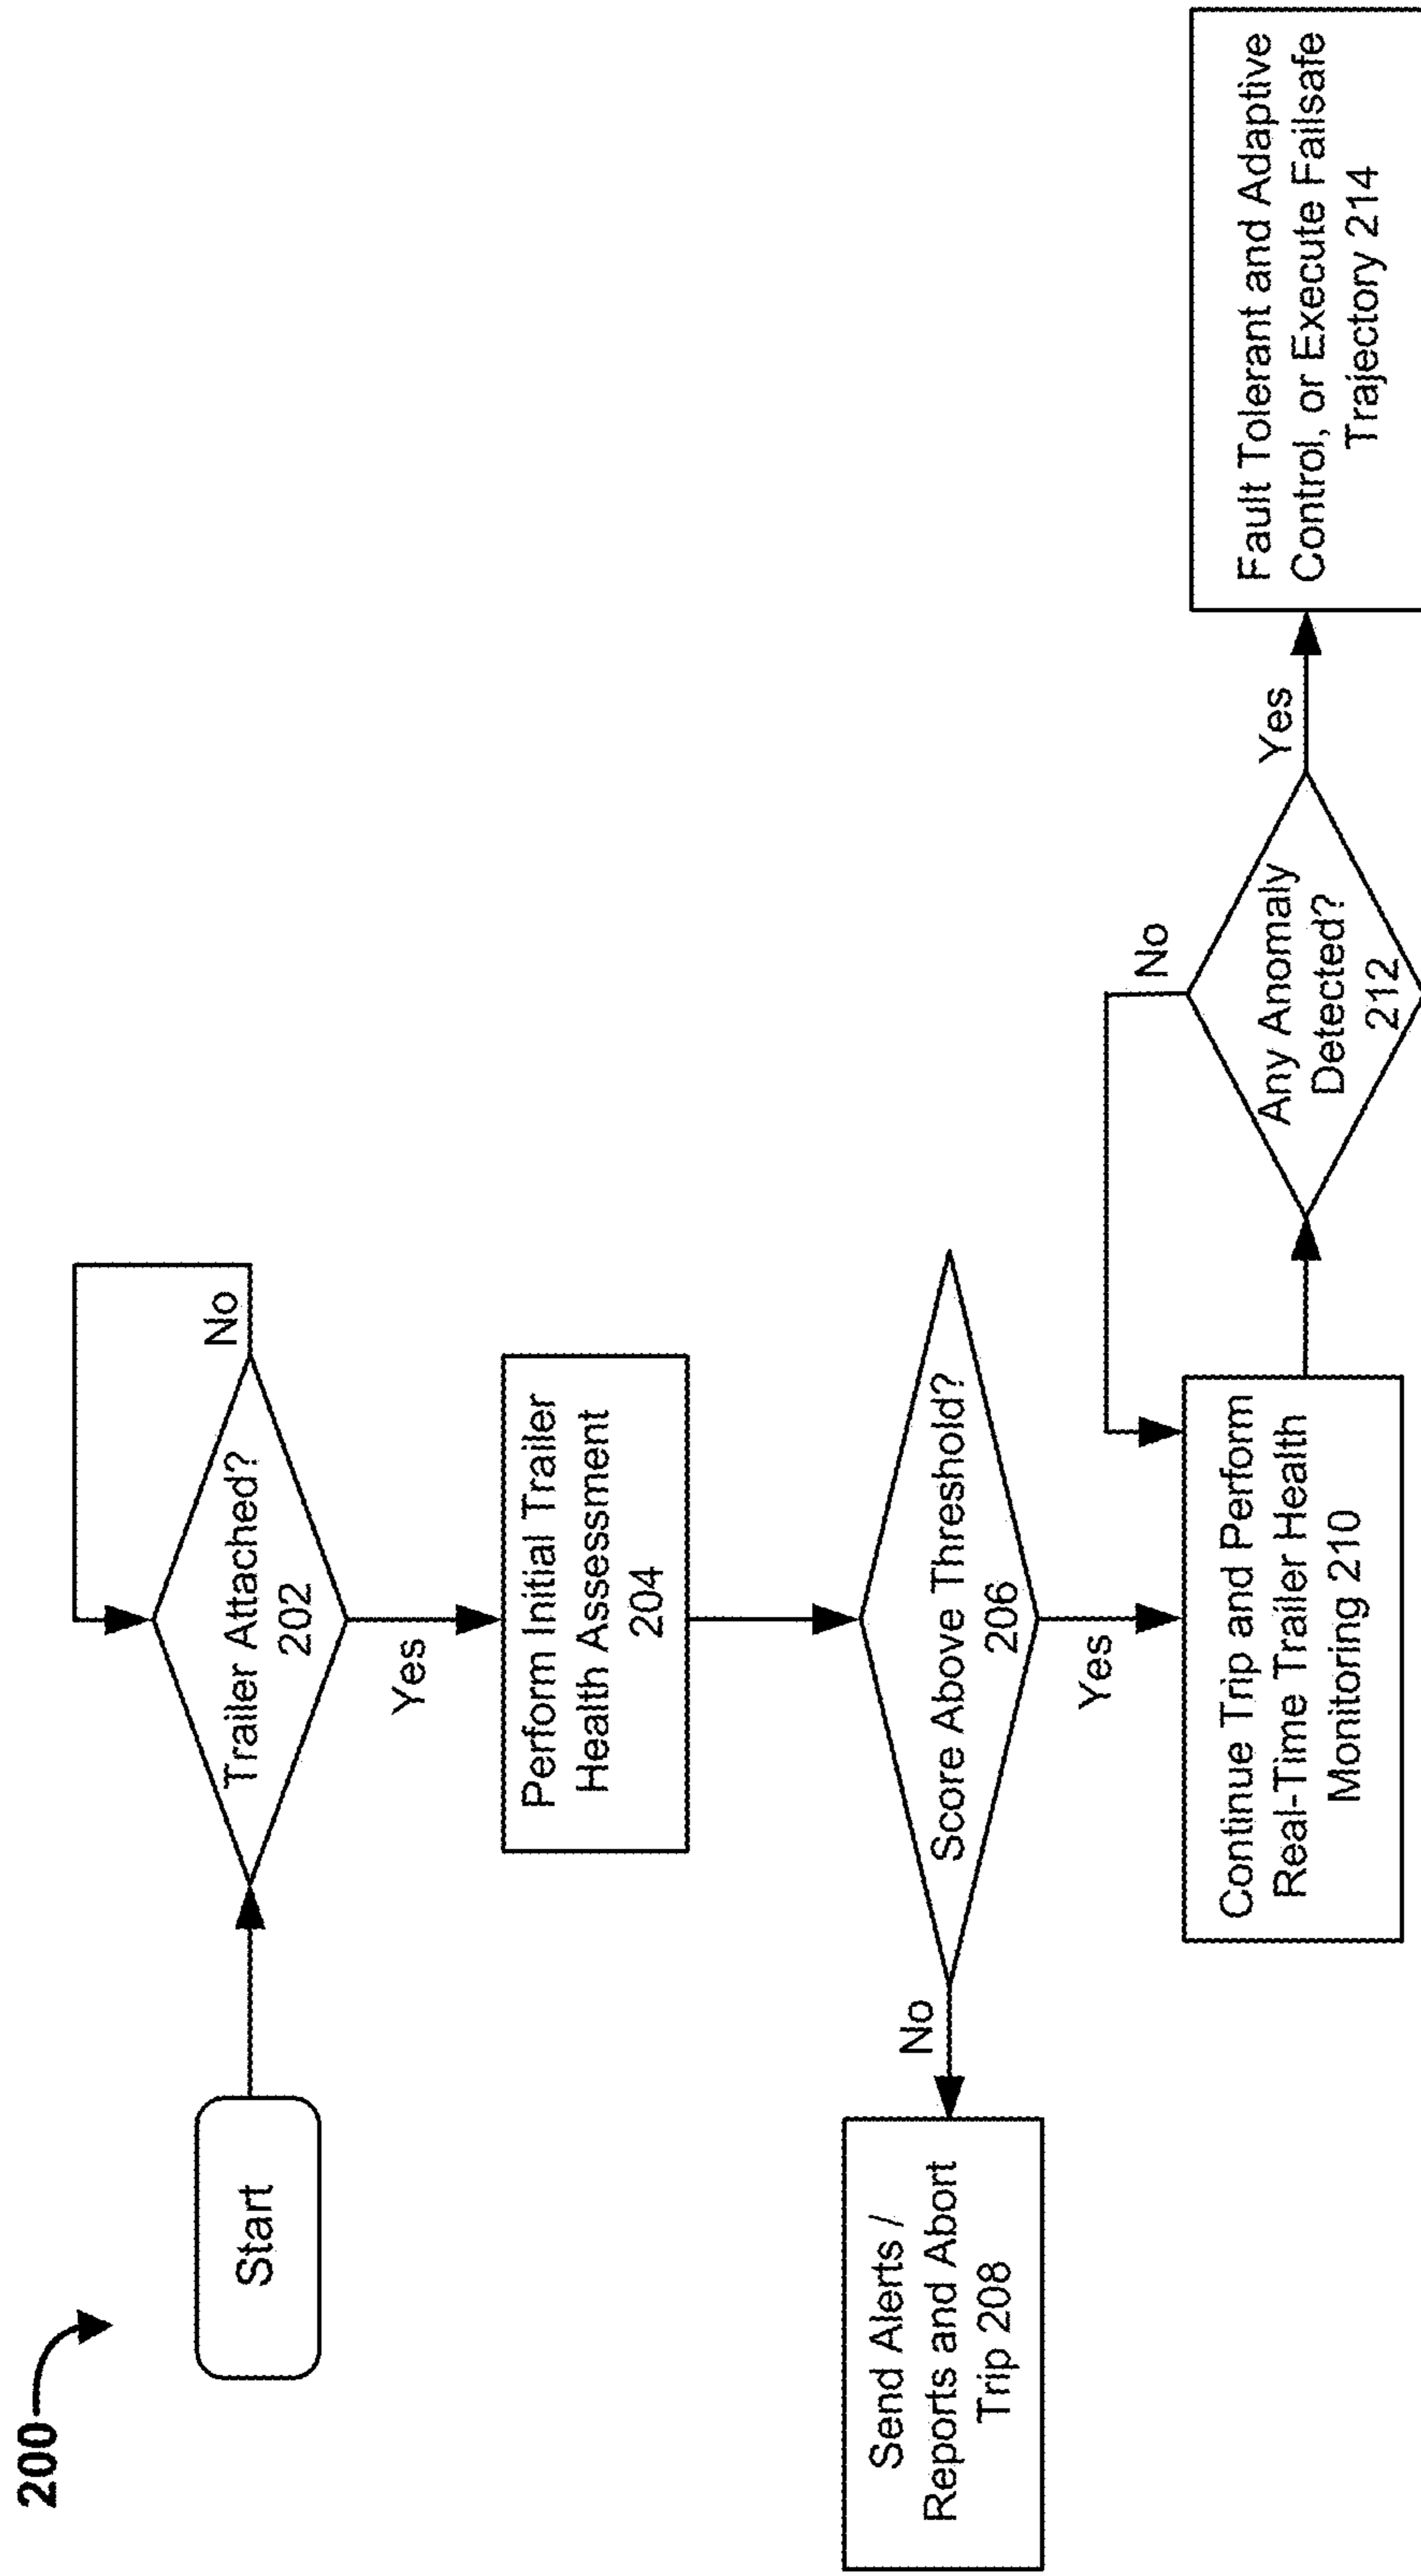 200
Start
Trailer Attached?
202
No
Yes
Perform Initial Trailer
Health Assessment
204
Score Above Threshold?
206
No
Yes
Send Alerts /
Reports and Abort
Trip 208
Continue Trip and Perform
Real-Time Trailer Health
Monitoring 210
No
Any Anomaly
Detected?
212
Yes
Fault Tolerant and Adaptive
Control, or Execute Failsafe
Trajectory 214